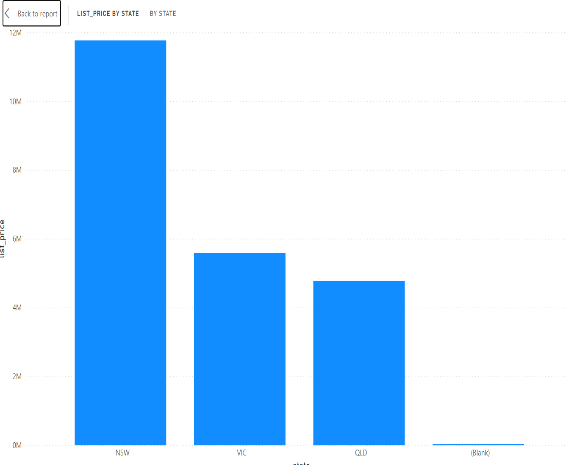 Back to report LIST_PRICE BY STATE BY STATE
12M
10M
8M
6M
list_price
4M
2M
0M
NSW VIC QLD (Blank)
state